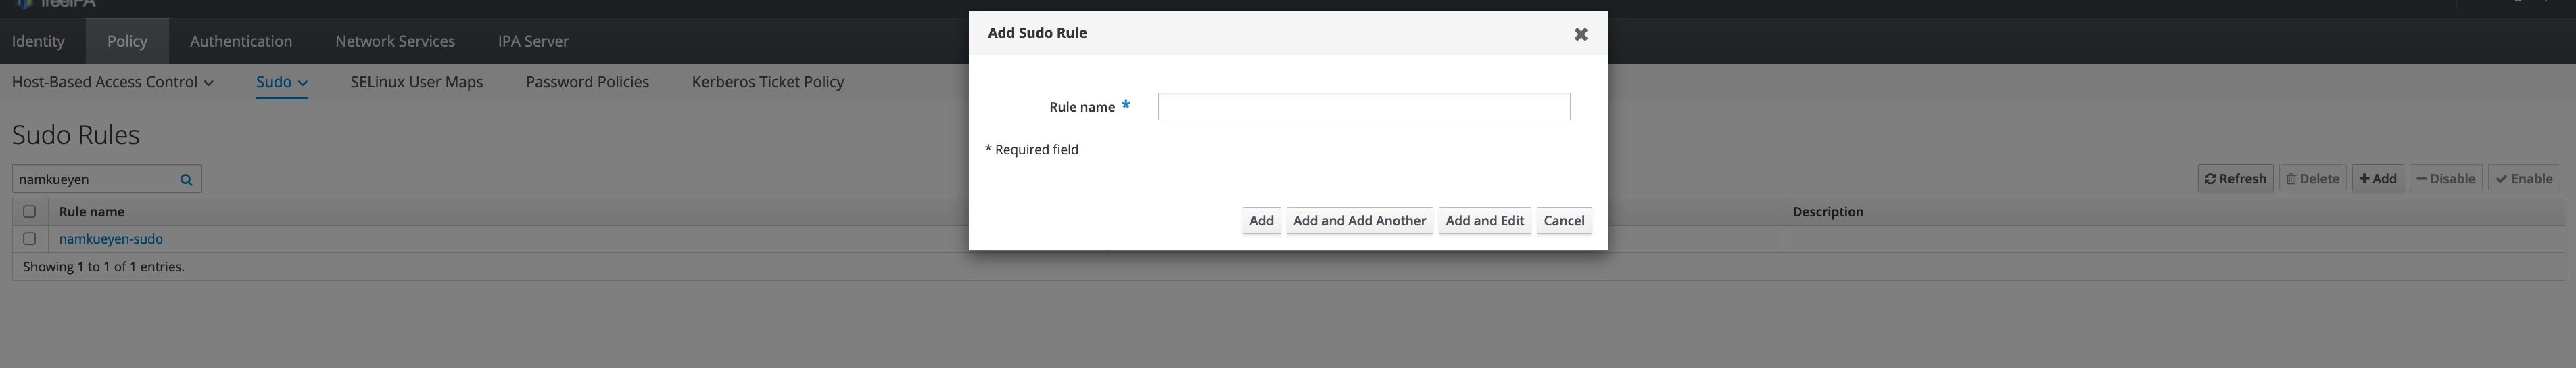 freeIPA
Identity Policy Authentication Network Services IPA Server
Host-Based Access Control Sudo SELinux User Maps Password Policies Kerberos Ticket Policy
Add Sudo Rule
Rule name *
* Required field
Add Add and Add Another Add and Edit Cancel
Sudo Rules
namkueyen
Refresh Delete Add Disable Enable
Rule name Description
namkueyen-sudo
Showing 1 to 1 of 1 entries.